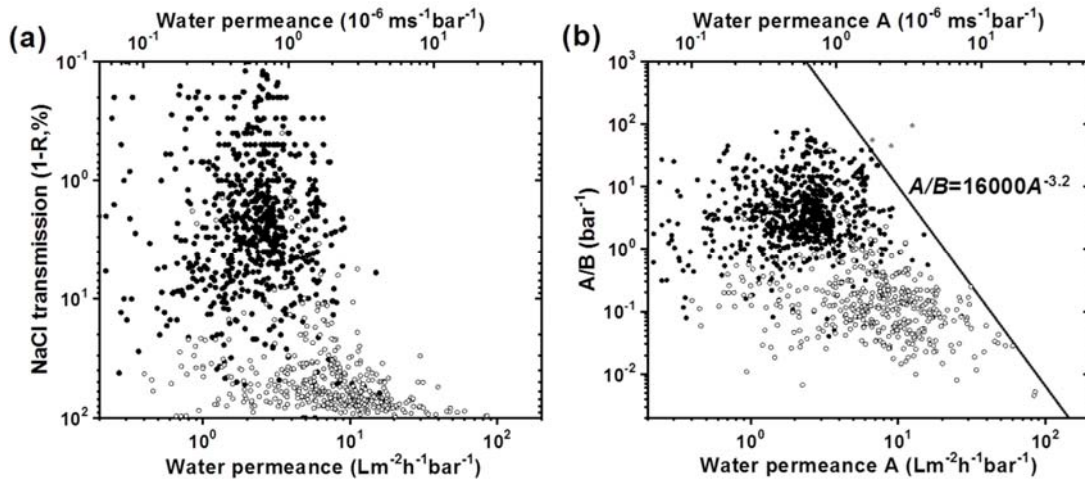 (a)
Water permeance (10⁻⁶ ms⁻¹bar⁻¹)
10⁻¹ 10⁰ 10¹
NaCl transmission (1-R,%)
10⁻¹
10⁰
10¹
10²
10⁰ 10¹ 10²
Water permeance (Lm⁻²h⁻¹bar⁻¹)
(b)
Water permeance A (10⁻⁶ ms⁻¹bar⁻¹)
10⁻¹ 10⁰ 10¹
A/B (bar⁻¹)
10³
10²
10¹
10⁰
10⁻¹
10⁻²
A/B=16000A⁻³·²
10⁰ 10¹ 10²
Water permeance A (Lm⁻²h⁻¹bar⁻¹)